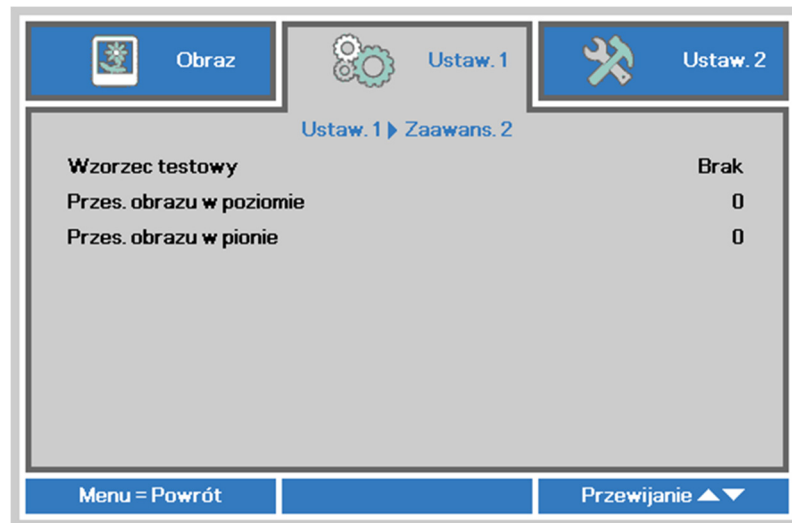 Obraz
Ustaw. 1
Ustaw. 2
Ustaw. 1 ▶ Zaawans. 2
Wzorzec testowy Brak
Przes. obrazu w poziomie 0
Przes. obrazu w pionie 0
Menu = Powrót Przewijanie ▲▼